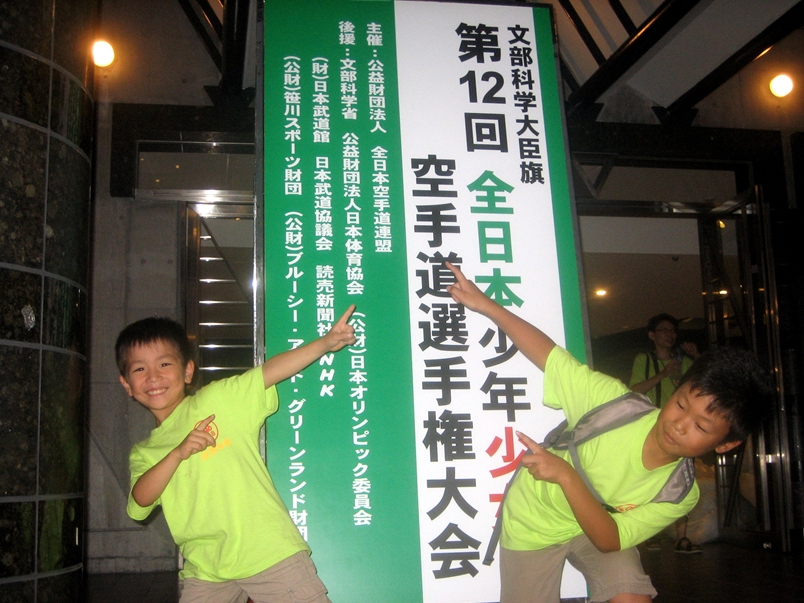 文部科学大臣旗
第12回 全日本少年少
空手道選手権大会
主催:公益財団法人 全日本空手道連盟
後援:文部科学省 公益財団法人日本体育協会 (公財)日本オリンピック委員会
(財)日本武道館 日本武道協議会 読売新聞社 NHK
(公財)笹川スポーツ財団 (公財)ブルーシー・アンド・グリーンランド財団